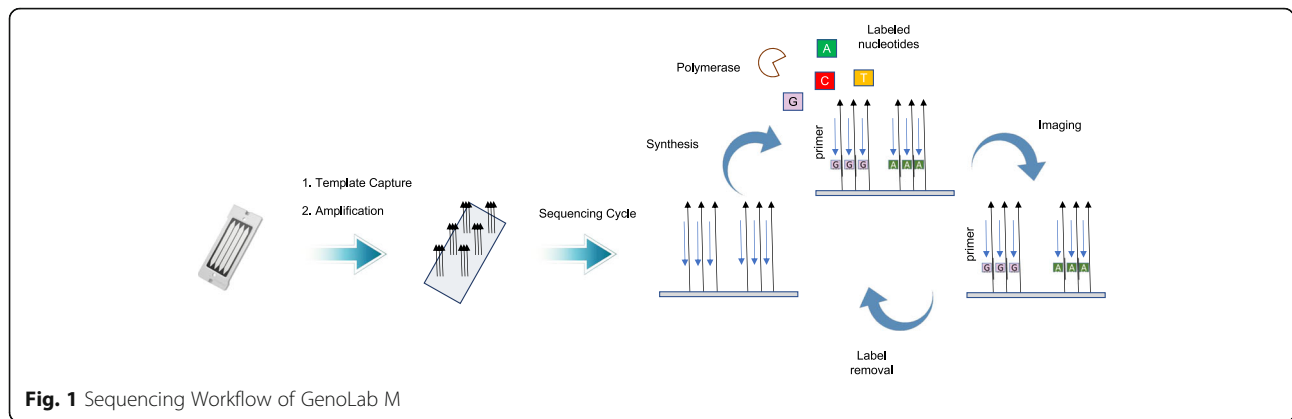 1. Template Capture
2. Amplification
Sequencing Cycle
Synthesis
Polymerase
Labeled
nucleotides
A
C
T
G
primer
G G G
A A A
Imaging
primer
G G G
A A A
Label
removal
Fig. 1 Sequencing Workflow of GenoLab M